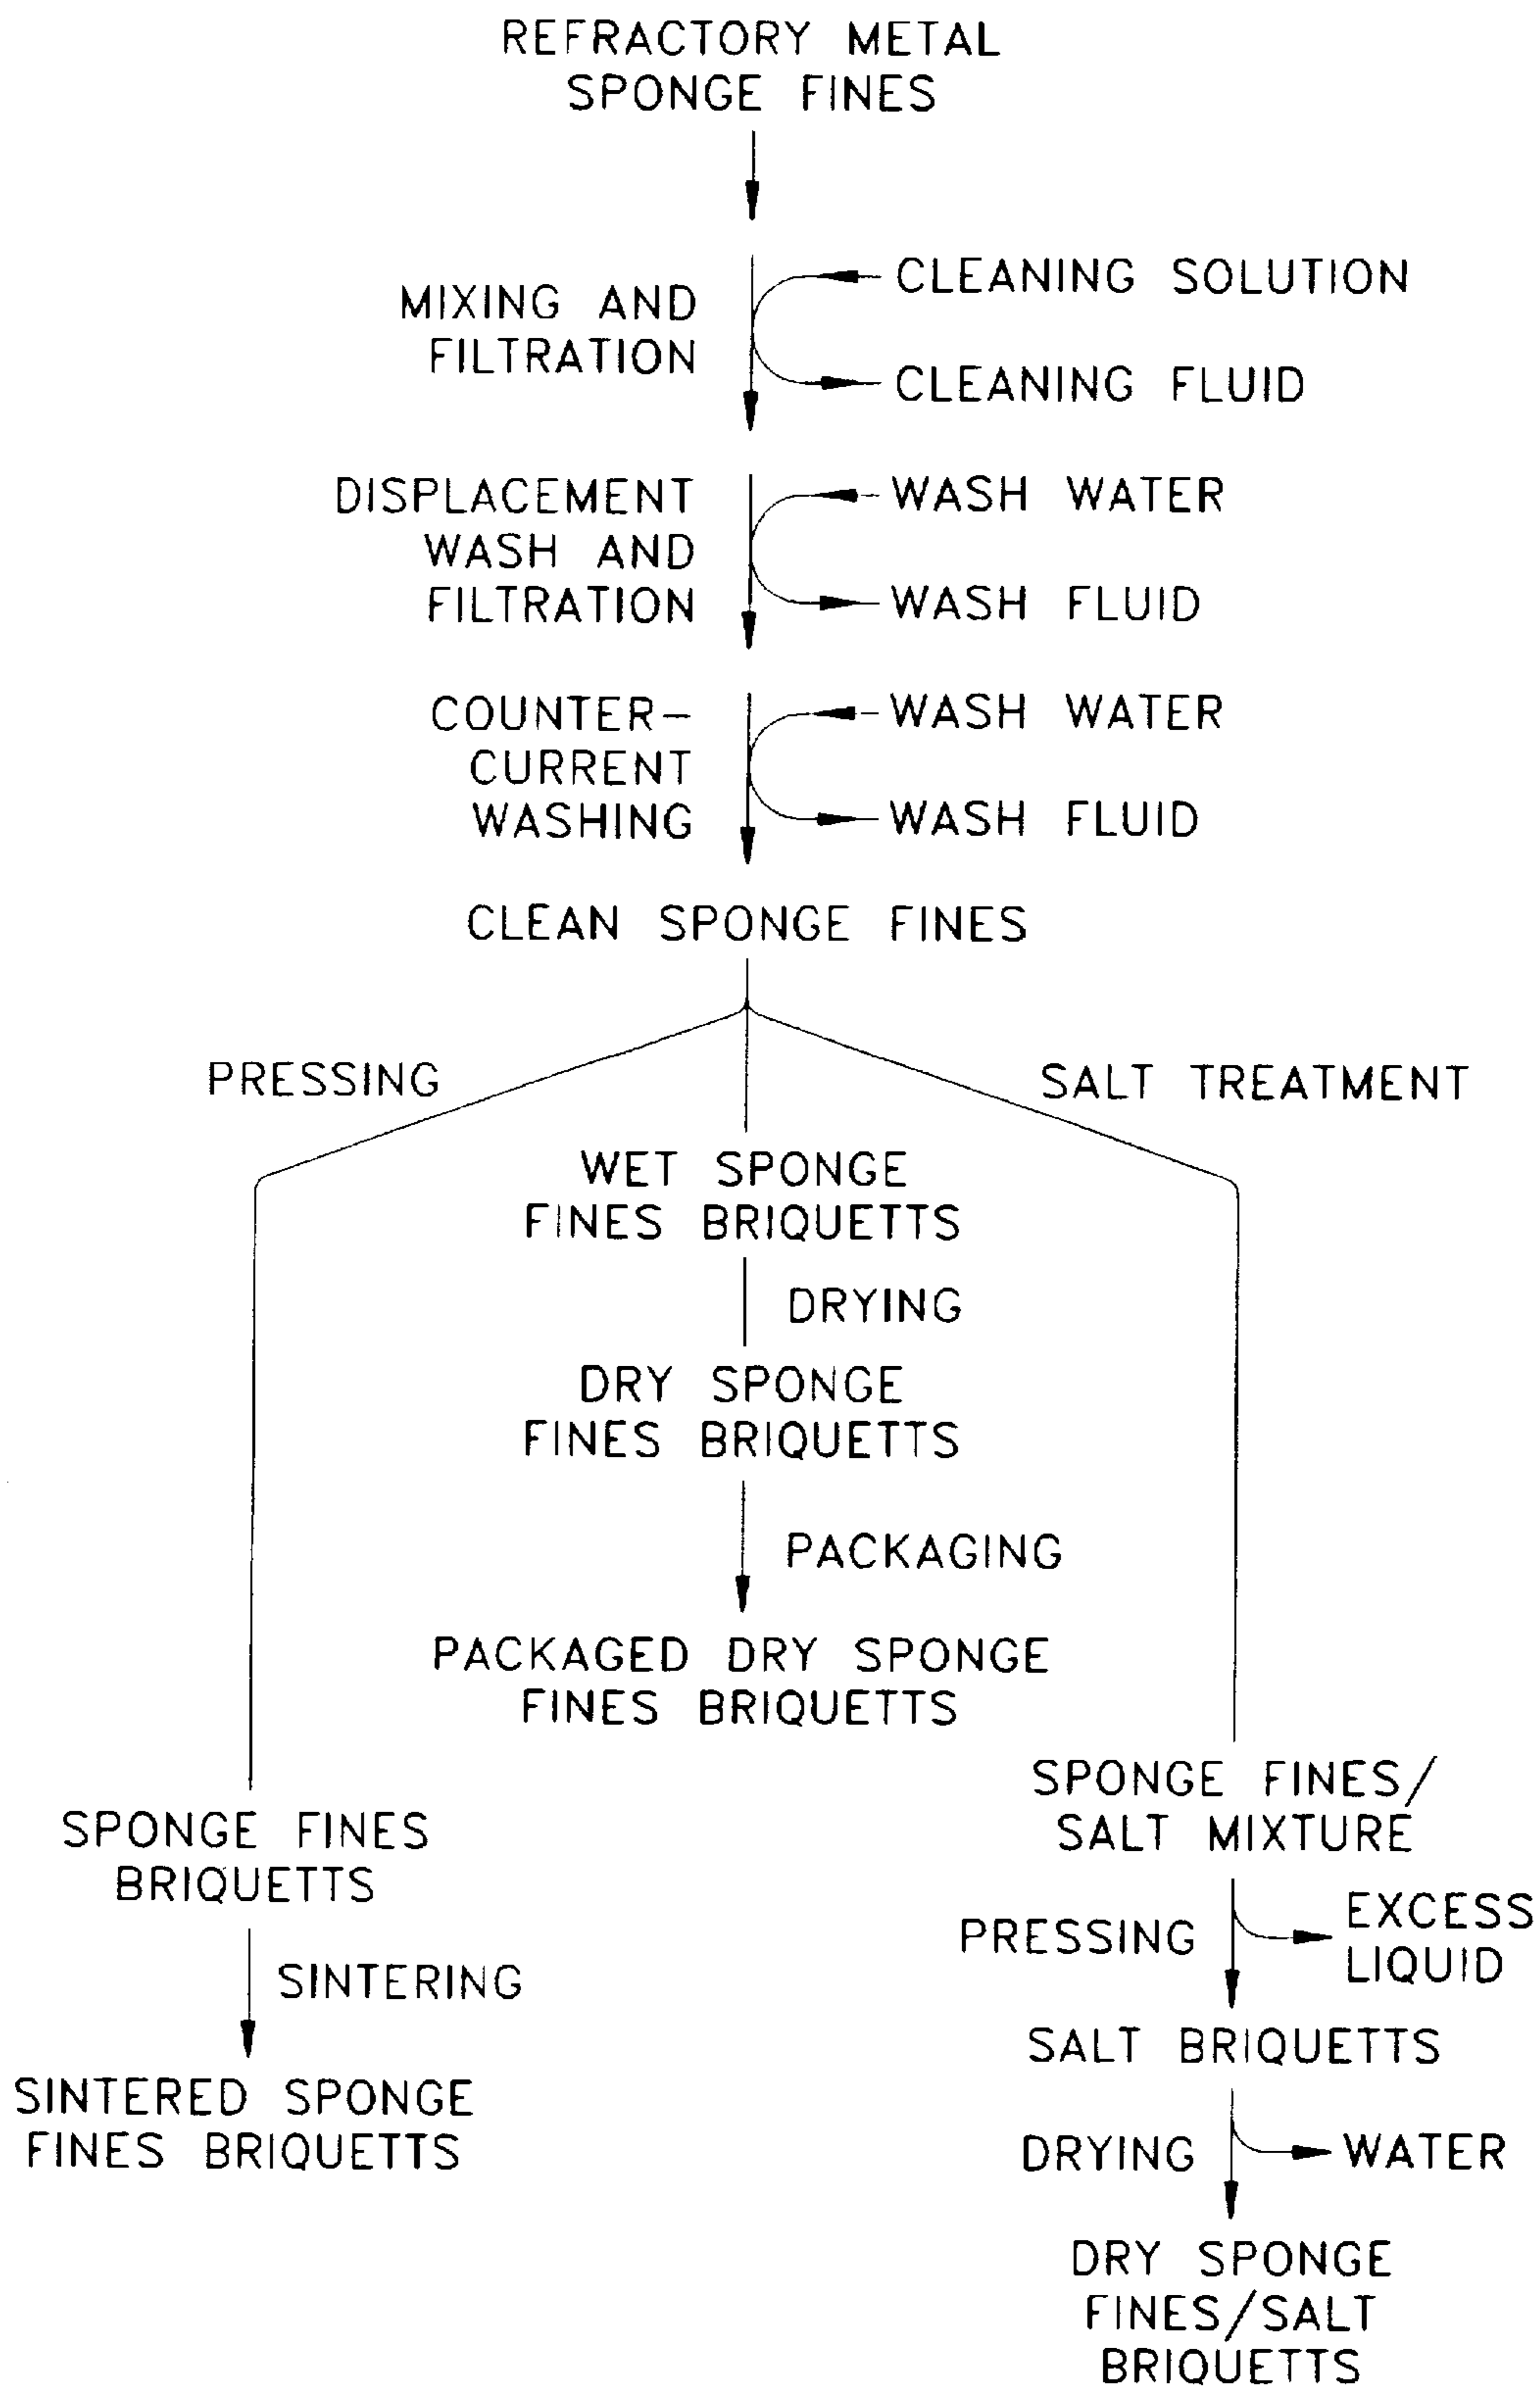 REFRACTORY METAL
SPONGE FINES
CLEANING SOLUTION
MIXING AND
FILTRATION
CLEANING FLUID
DISPLACEMENT
WASH AND
FILTRATION
WASH WATER
WASH FLUID
COUNTER-
CURRENT
WASHING
WASH WATER
WASH FLUID
CLEAN SPONGE FINES
PRESSING
SALT TREATMENT
WET SPONGE
FINES BRIQUETTS
DRYING
DRY SPONGE
FINES BRIQUETTS
PACKAGING
PACKAGED DRY SPONGE
FINES BRIQUETTS
SPONGE FINES
BRIQUETTS
SINTERING
SINTERED SPONGE
FINES BRIQUETTS
SPONGE FINES/
SALT MIXTURE
PRESSING
EXCESS
LIQUID
SALT BRIQUETTS
DRYING
WATER
DRY SPONGE
FINES/SALT
BRIQUETTS